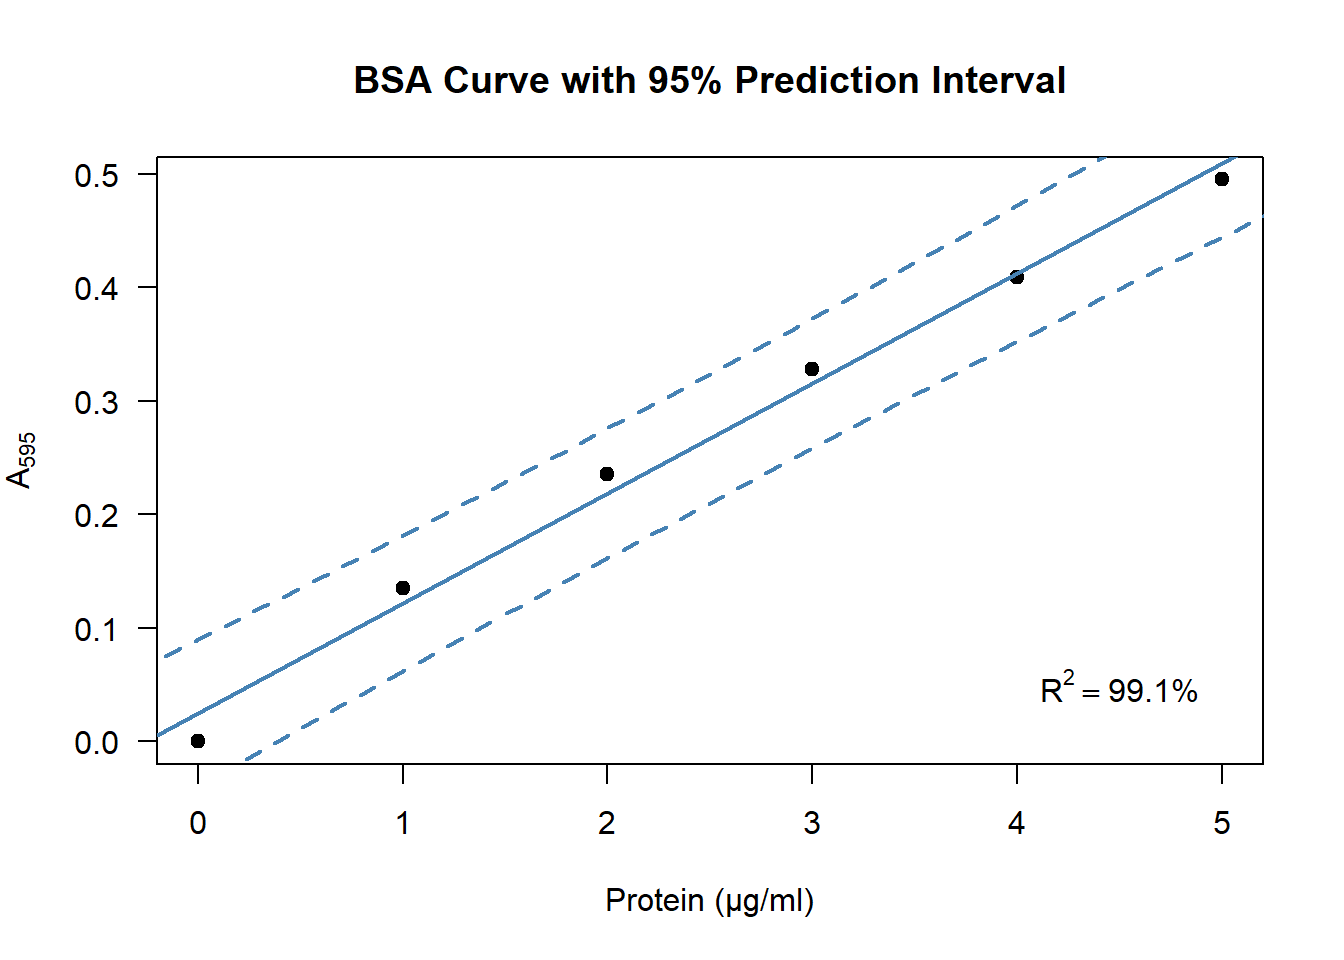 BSA Curve with 95% Prediction Interval
0.5
0.4
0.3
0.2
0.1
0.0
A₅₉₅
R² = 99.1%
0 1 2 3 4 5
Protein (µg/ml)